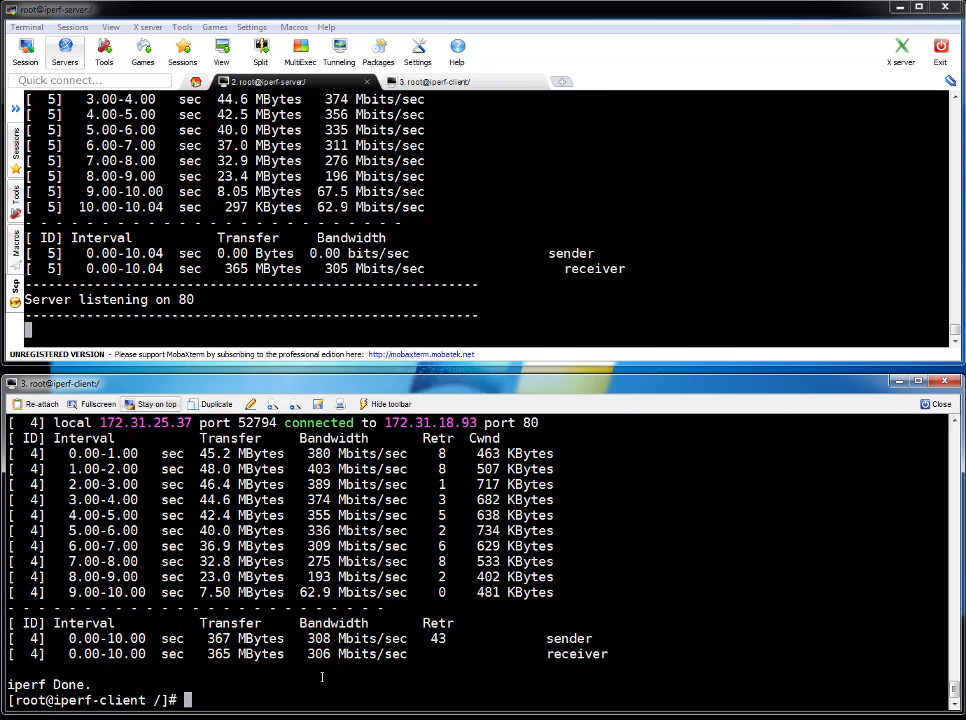 root@iperf-server:/
Terminal Sessions View X server Tools Games Settings Macros Help
Session Servers Tools Games Sessions View Split MultiExec Tunneling Packages Settings Help X server Exit
Quick connect... 2. root@iperf-server:/ 3. root@iperf-client:/
Sessions
Tools
Macros
Scp
[ 5] 3.00-4.00 sec 44.6 MBytes 374 Mbits/sec
[ 5] 4.00-5.00 sec 42.5 MBytes 356 Mbits/sec
[ 5] 5.00-6.00 sec 40.0 MBytes 335 Mbits/sec
[ 5] 6.00-7.00 sec 37.0 MBytes 311 Mbits/sec
[ 5] 7.00-8.00 sec 32.9 MBytes 276 Mbits/sec
[ 5] 8.00-9.00 sec 23.4 MBytes 196 Mbits/sec
[ 5] 9.00-10.00 sec 8.05 MBytes 67.5 Mbits/sec
[ 5] 10.00-10.04 sec 297 KBytes 62.9 Mbits/sec
- - - - - - - - - - - - - - - - - - - - - - - - -
[ ID] Interval Transfer Bandwidth
[ 5] 0.00-10.04 sec 0.00 Bytes 0.00 bits/sec sender
[ 5] 0.00-10.04 sec 365 MBytes 305 Mbits/sec receiver
-----------------------------------------------------------
Server listening on 80
-----------------------------------------------------------
UNREGISTERED VERSION - Please support MobaXterm by subscribing to the professional edition here: http://mobaxterm.mobatek.net
3. root@iperf-client:/
Re-attach Fullscreen Stay on top Duplicate Hide toolbar Close
[ 4] local 172.31.25.37 port 52794 connected to 172.31.18.93 port 80
[ ID] Interval Transfer Bandwidth Retr Cwnd
[ 4] 0.00-1.00 sec 45.2 MBytes 380 Mbits/sec 8 463 KBytes
[ 4] 1.00-2.00 sec 48.0 MBytes 403 Mbits/sec 8 507 KBytes
[ 4] 2.00-3.00 sec 46.4 MBytes 389 Mbits/sec 1 717 KBytes
[ 4] 3.00-4.00 sec 44.6 MBytes 374 Mbits/sec 3 682 KBytes
[ 4] 4.00-5.00 sec 42.4 MBytes 355 Mbits/sec 5 638 KBytes
[ 4] 5.00-6.00 sec 40.0 MBytes 336 Mbits/sec 2 734 KBytes
[ 4] 6.00-7.00 sec 36.9 MBytes 309 Mbits/sec 6 629 KBytes
[ 4] 7.00-8.00 sec 32.8 MBytes 275 Mbits/sec 8 533 KBytes
[ 4] 8.00-9.00 sec 23.0 MBytes 193 Mbits/sec 2 402 KBytes
[ 4] 9.00-10.00 sec 7.50 MBytes 62.9 Mbits/sec 0 481 KBytes
- - - - - - - - - - - - - - - - - - - - - - - - -
[ ID] Interval Transfer Bandwidth Retr
[ 4] 0.00-10.00 sec 367 MBytes 308 Mbits/sec 43 sender
[ 4] 0.00-10.00 sec 365 MBytes 306 Mbits/sec receiver
iperf Done.
[root@iperf-client /]#